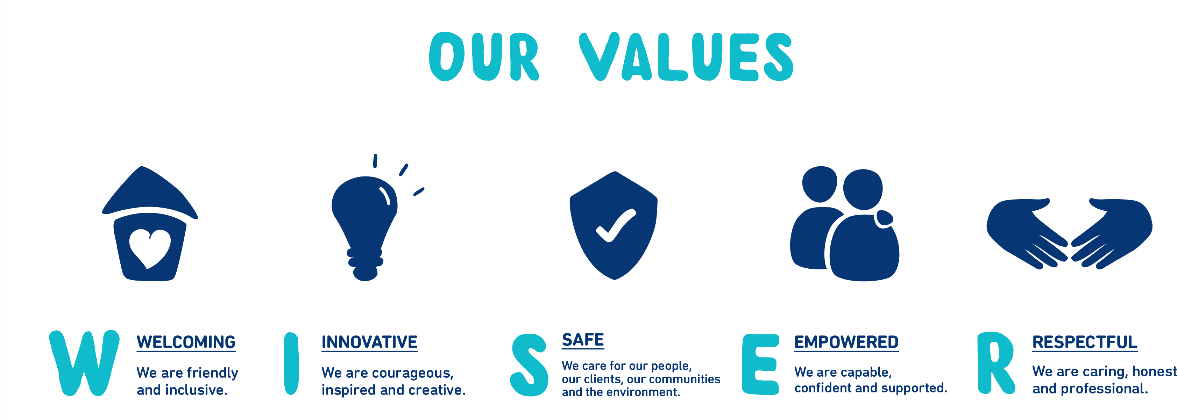 OUR VALUES
W
WELCOMING
We are friendly
and inclusive.
I
INNOVATIVE
We are courageous,
inspired and creative.
S
SAFE
We care for our people,
our clients, our communities
and the environment.
E
EMPOWERED
We are capable,
confident and supported.
R
RESPECTFUL
We are caring, honest
and professional.